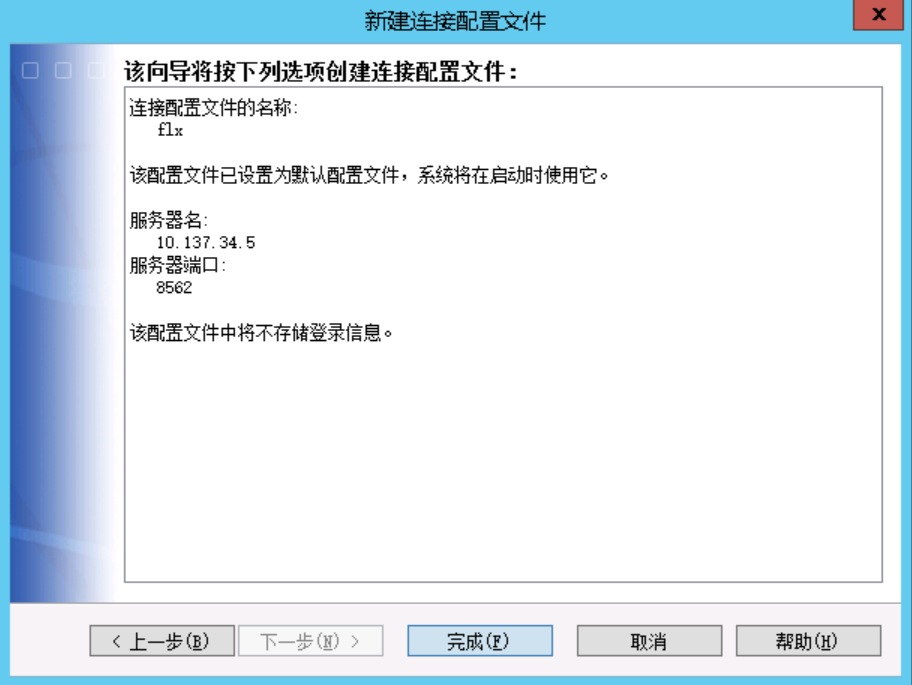 新建连接配置文件
x
该向导将按下列选项创建连接配置文件:
连接配置文件的名称:
flx
该配置文件已设置为默认配置文件，系统将在启动时使用它。
服务器名:
10.137.34.5
服务器端口:
8562
该配置文件中将不存储登录信息。
< 上一步(B) 下一步(N) > 完成(F) 取消 帮助(H)